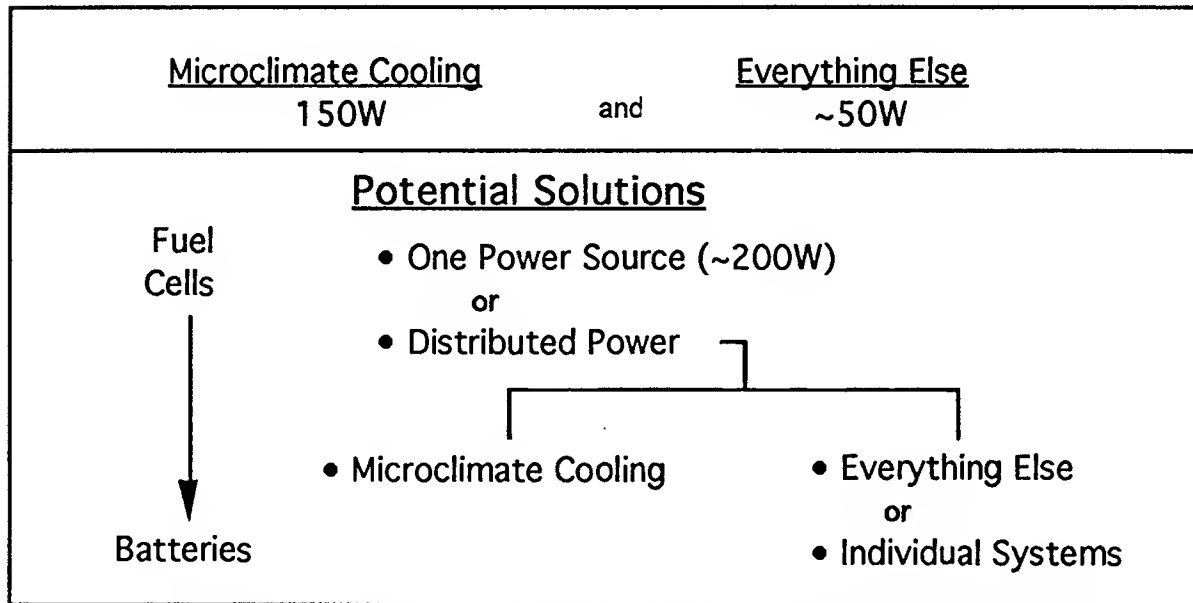 Microclimate Cooling
150W
and
Everything Else
~50W
Potential Solutions
Fuel
Cells
Batteries
• One Power Source (~200W)
or
• Distributed Power
• Microclimate Cooling
• Everything Else
or
• Individual Systems